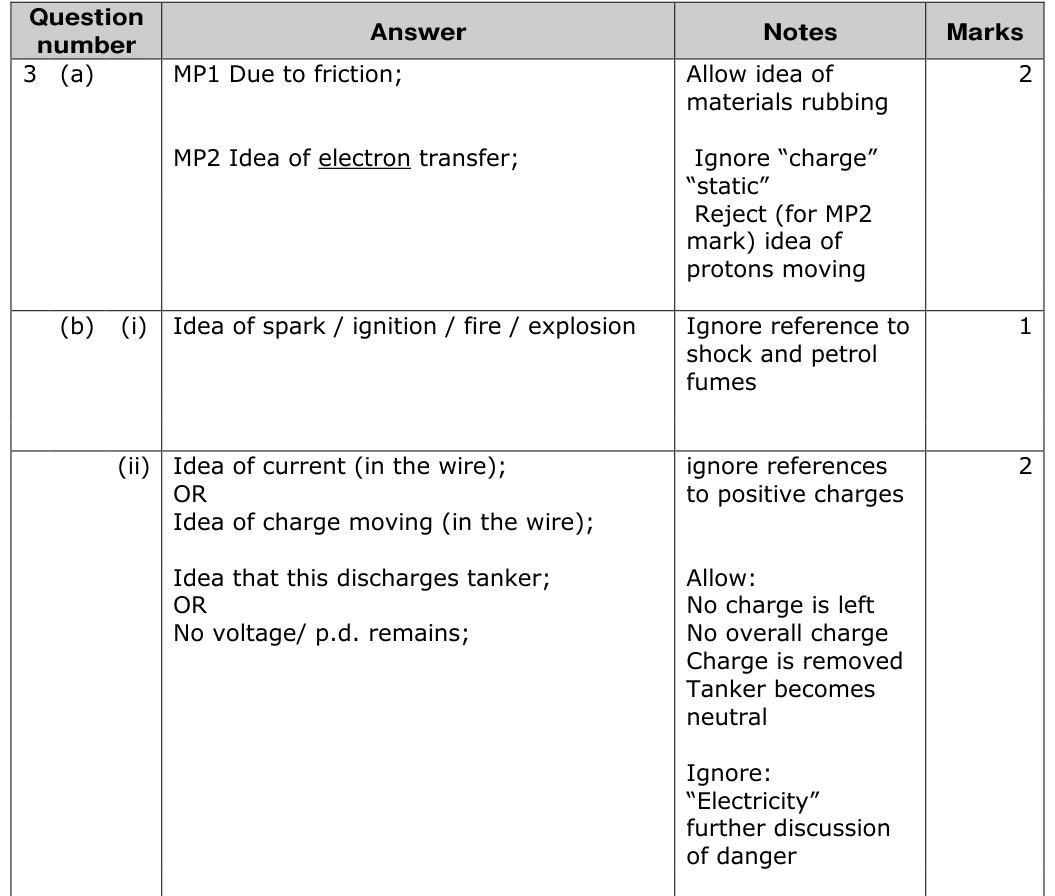 Question number Answer Notes Marks
3 (a) MP1 Due to friction; Allow idea of materials rubbing 2
MP2 Idea of electron transfer; Ignore “charge” “static”
Reject (for MP2 mark) idea of protons moving
(b) (i) Idea of spark / ignition / fire / explosion Ignore reference to shock and petrol fumes 1
(ii) Idea of current (in the wire); ignore references to positive charges 2
OR
Idea of charge moving (in the wire);
Idea that this discharges tanker; Allow:
OR No charge is left
No voltage/ p.d. remains; No overall charge
Charge is removed
Tanker becomes
neutral
Ignore:
“Electricity”
further discussion
of danger